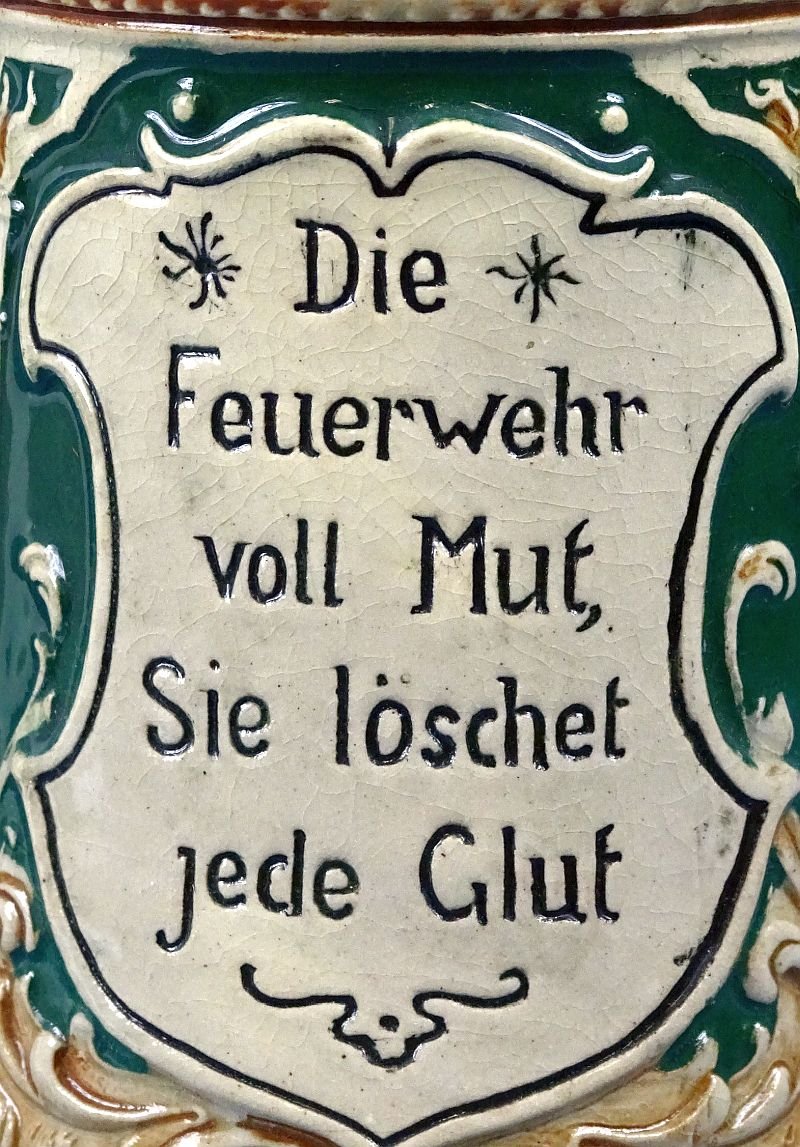 Die
Feuerwehr
voll Mut,
Sie löschet
jede Glut